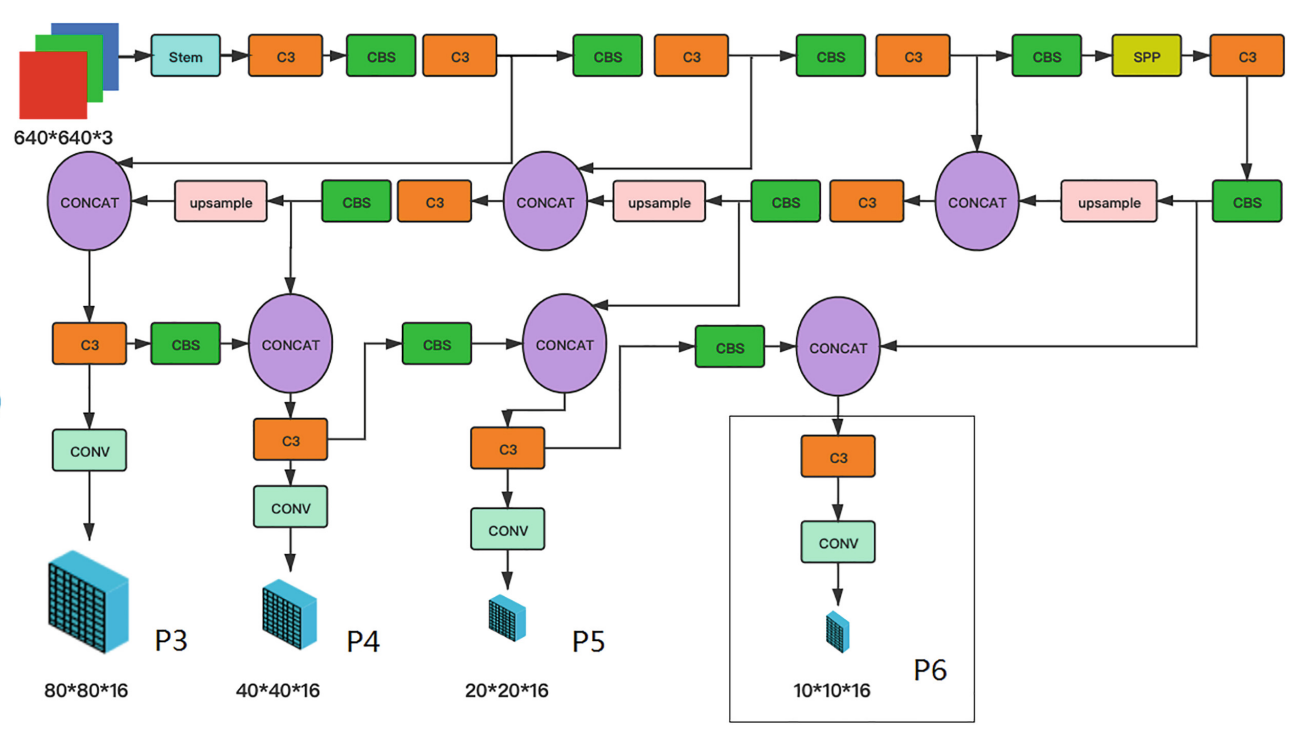 Stem C3 CBS C3 CBS C3 CBS C3 CBS SPP C3
640*640*3
CONCAT upsample CBS C3 CONCAT upsample CBS C3 CONCAT upsample CBS
C3 CBS CONCAT CBS CONCAT CBS CONCAT
CONV C3 C3 C3
CONV CONV CONV
P3 P4 P5 P6
80*80*16 40*40*16 20*20*16 10*10*16